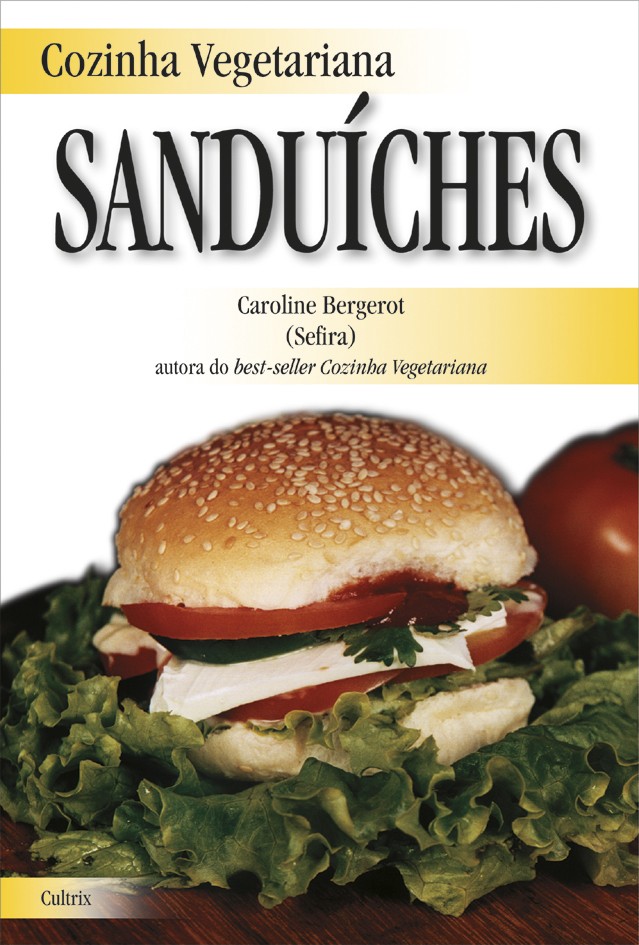 Cozinha Vegetariana
SANDUÍCHES
Caroline Bergerot
(Sefira)
autora do best-seller Cozinha Vegetariana
Cultrix